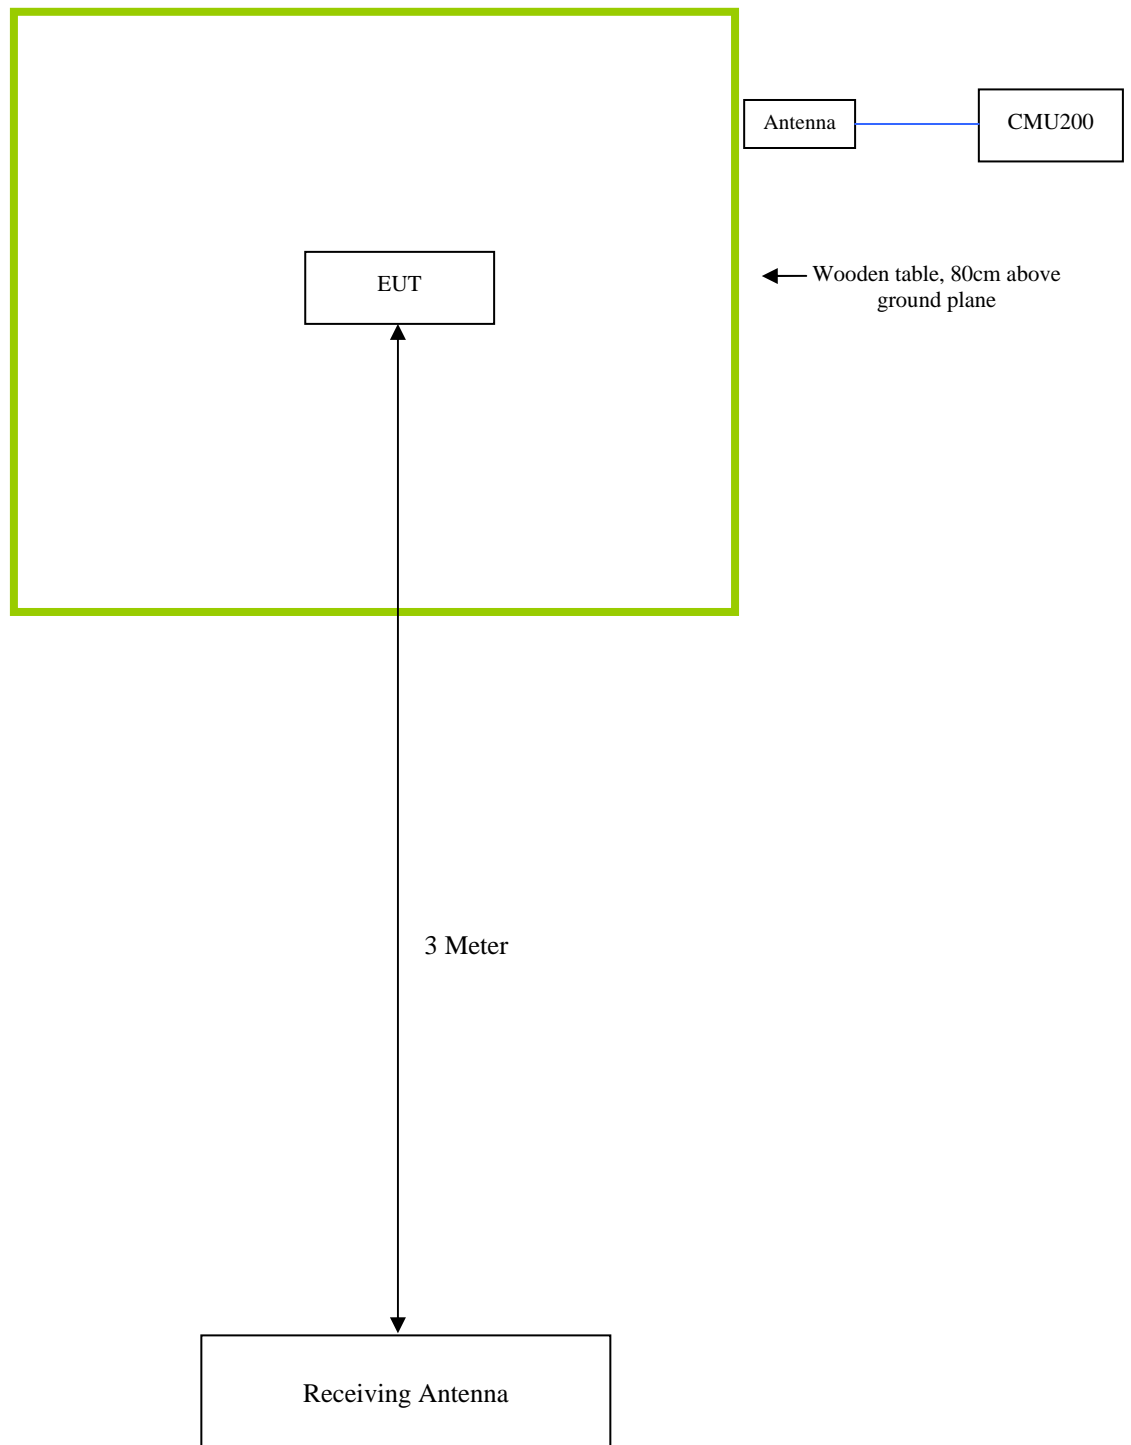 Antenna
CMU200
EUT
Wooden table, 80cm above
ground plane
3 Meter
Receiving Antenna